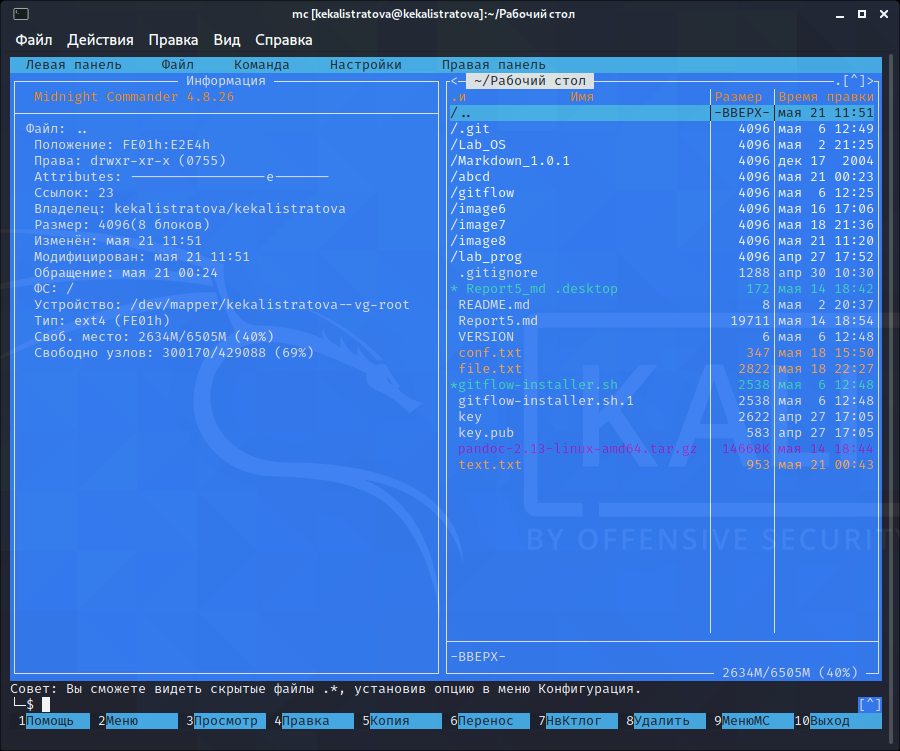 mc [kekalistratova@kekalistratova]:~/Рабочий стол
Файл Действия Правка Вид Справка
Левая панель Файл Команда Настройки Правая панель
Информация
Midnight Commander 4.8.26
Файл: ..
Положение: FE01h:E2E4h
Права: drwxr-xr-x (0755)
Attributes: —————————————————e———————
Ссылок: 23
Владелец: kekalistratova/kekalistratova
Размер: 4096(8 блоков)
Изменён: мая 21 11:51
Модифицирован: мая 21 11:51
Обращение: мая 21 00:24
ФС: /
Устройство: /dev/mapper/kekalistratova--vg-root
Тип: ext4 (FE01h)
Своб. место: 2634M/6505M (40%)
Свободно узлов: 300170/429088 (69%)
<— ~/Рабочий стол .[^]>
.и Имя Размер Время правки
/.. -ВВЕРХ- мая 21 11:51
/.git 4096 мая 6 12:49
/Lab_OS 4096 мая 2 21:25
/Markdown_1.0.1 4096 дек 17 2004
/abcd 4096 мая 21 00:23
/gitflow 4096 мая 6 12:25
/image6 4096 мая 16 17:06
/image7 4096 мая 18 21:36
/image8 4096 мая 21 11:20
/lab_prog 4096 апр 27 17:52
.gitignore 1288 апр 30 10:30
* Report5_md .desktop 172 мая 14 18:42
README.md 8 мая 2 20:37
Report5.md 19711 мая 14 18:54
VERSION 6 мая 6 12:48
conf.txt 347 мая 18 15:50
file.txt 2822 мая 18 22:27
*gitflow-installer.sh 2538 мая 6 12:48
gitflow-installer.sh.1 2538 мая 6 12:48
key 2622 апр 27 17:05
key.pub 583 апр 27 17:05
pandoc-2.13-linux-amd64.tar.gz 14668K мая 14 18:44
text.txt 953 мая 21 00:43
KAL
BY OFFENSIVE SECURIT
-ВВЕРХ-
2634M/6505M (40%)
Совет: Вы сможете видеть скрытые файлы .*, установив опцию в меню Конфигурация.
└─$ [^]
1Помощь 2Меню 3Просмотр 4Правка 5Копия 6Перенос 7НвКтлог 8Удалить 9МенюMC 10Выход